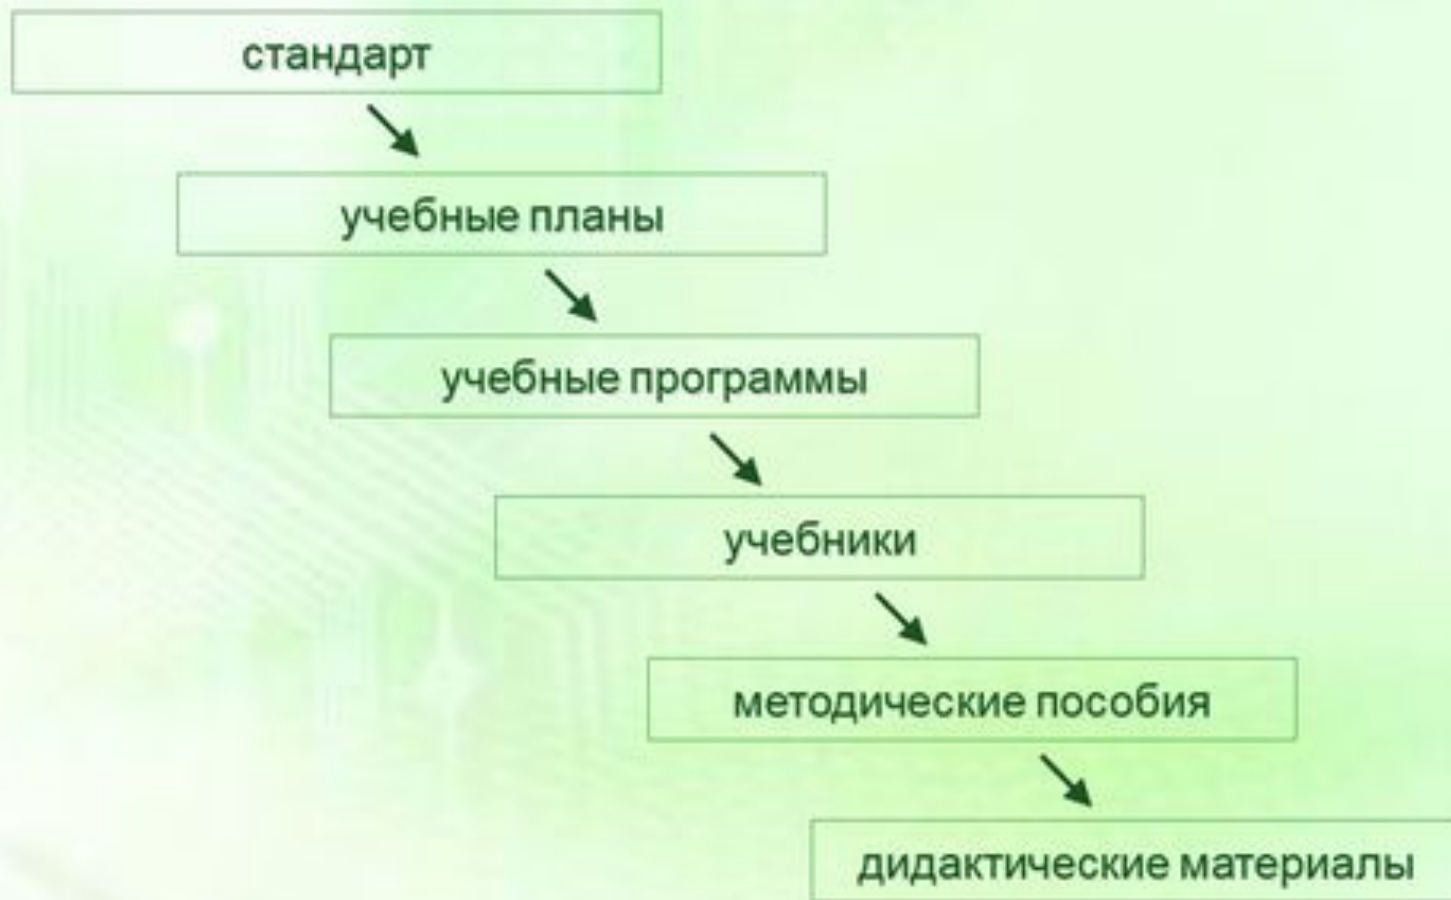 стандарт
учебные планы
учебные программы
учебники
методические пособия
дидактические материалы